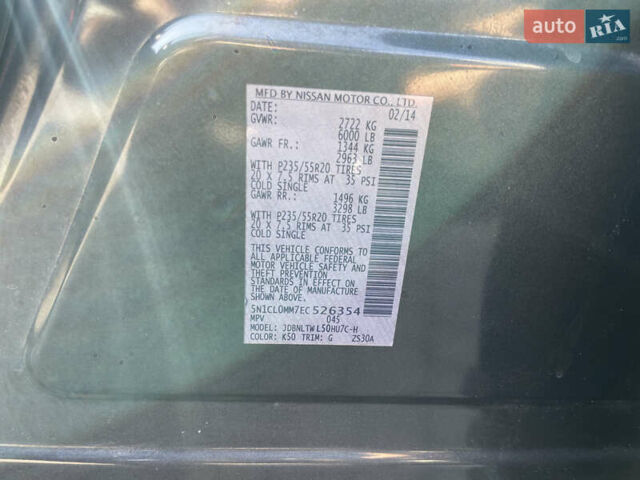 auto RIA.com
MFD BY NISSAN MOTOR CO., LTD.
DATE: 02/14
GVWR: 2722 KG
6000 LB
GAWR FR.: 1344 KG
2963 LB
WITH P235/55R20 TIRES
20 X 7.5 RIMS AT 35 PSI
COLD SINGLE
GAWR RR.: 1496 KG
3298 LB
WITH P235/55R20 TIRES
20 X 7.5 RIMS AT 35 PSI
COLD SINGLE
THIS VEHICLE CONFORMS TO
ALL APPLICABLE FEDERAL
MOTOR VEHICLE SAFETY AND
THEFT PREVENTION
STANDARDS IN EFFECT ON
THE DATE OF MANUFACTURE
5N1CL0MM7EC526354
MPV 045
MODEL: JDBNLTWL50HU7C-H
COLOR: K50 TRIM: G ZS30A